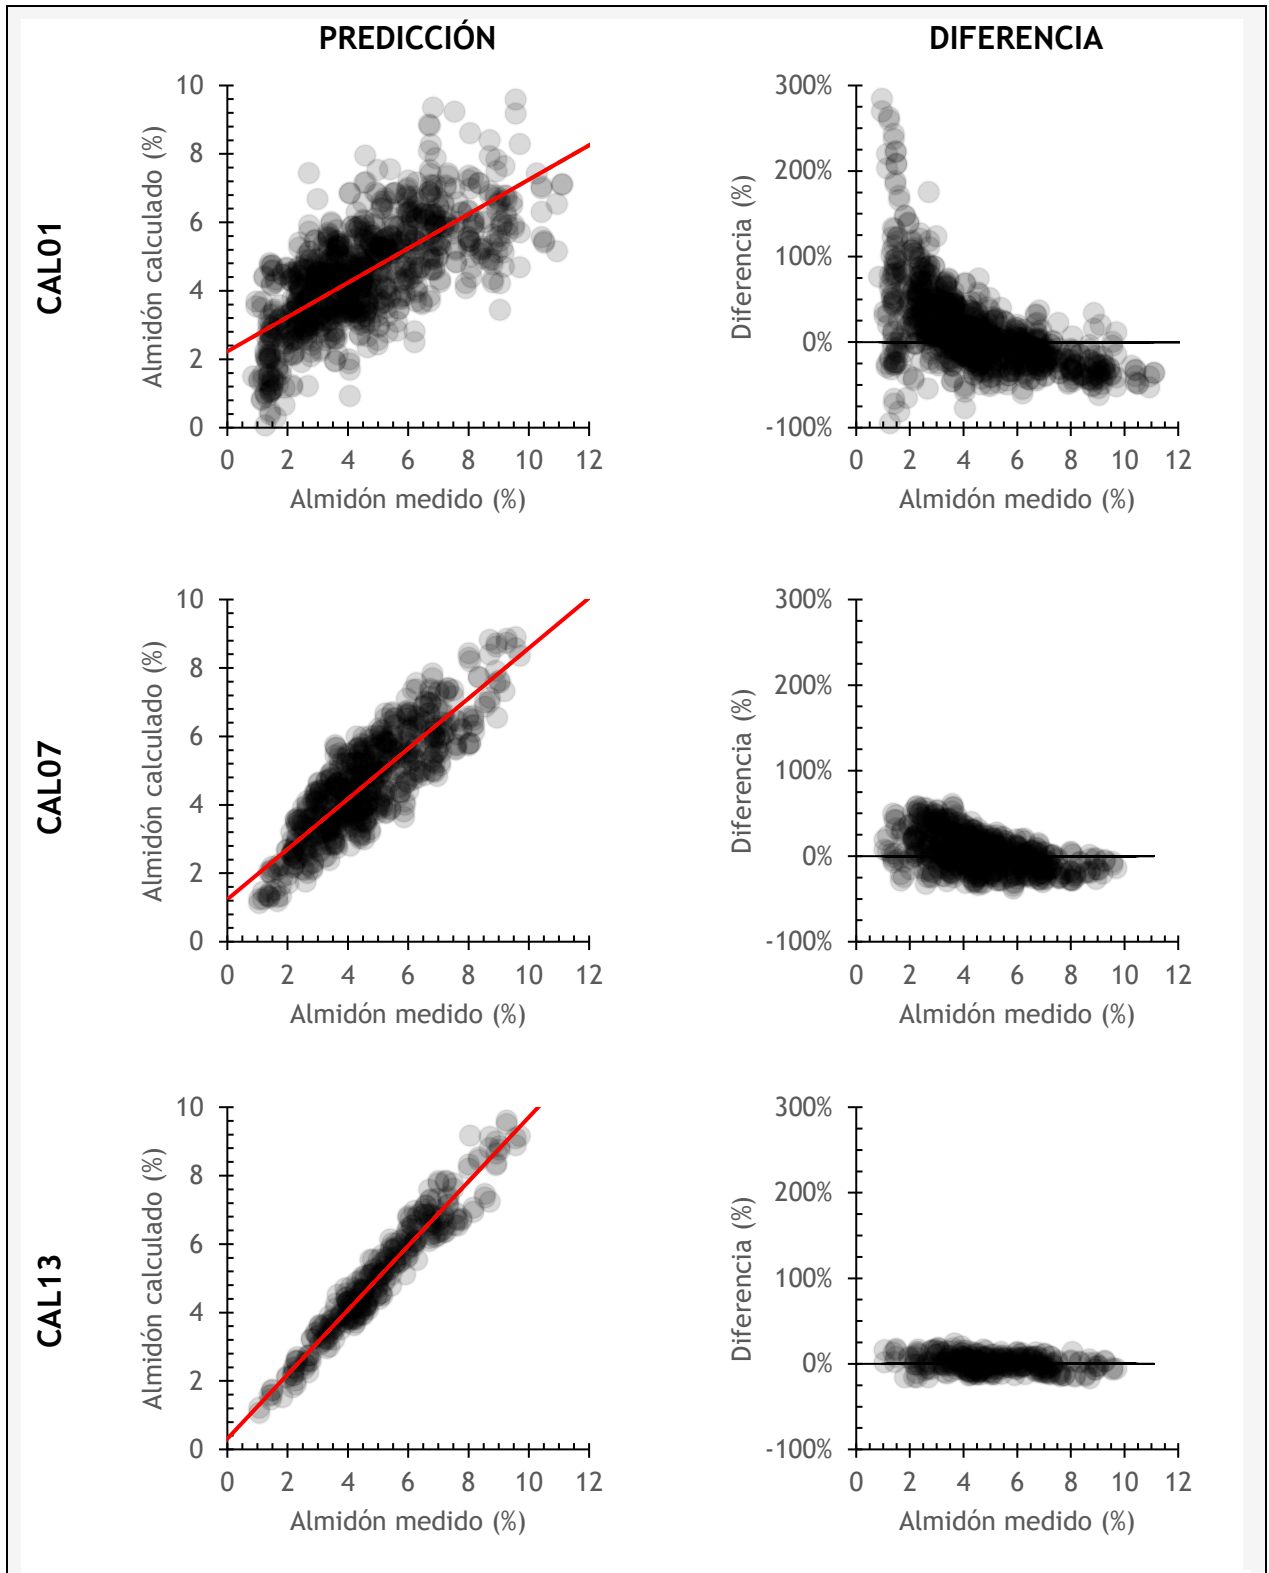 PREDICCIÓN
DIFERENCIA
CAL01
Almidón calculado (%)
10
8
6
4
2
0
0 2 4 6 8 10 12
Almidón medido (%)
Diferencia (%)
300%
200%
100%
0%
-100%
0 2 4 6 8 10 12
Almidón medido (%)
CAL07
Almidón calculado (%)
10
8
6
4
2
0
0 2 4 6 8 10 12
Almidón medido (%)
Diferencia (%)
300%
200%
100%
0%
-100%
0 2 4 6 8 10 12
Almidón medido (%)
CAL13
Almidón calculado (%)
10
8
6
4
2
0
0 2 4 6 8 10 12
Almidón medido (%)
Diferencia (%)
300%
200%
100%
0%
-100%
0 2 4 6 8 10 12
Almidón medido (%)